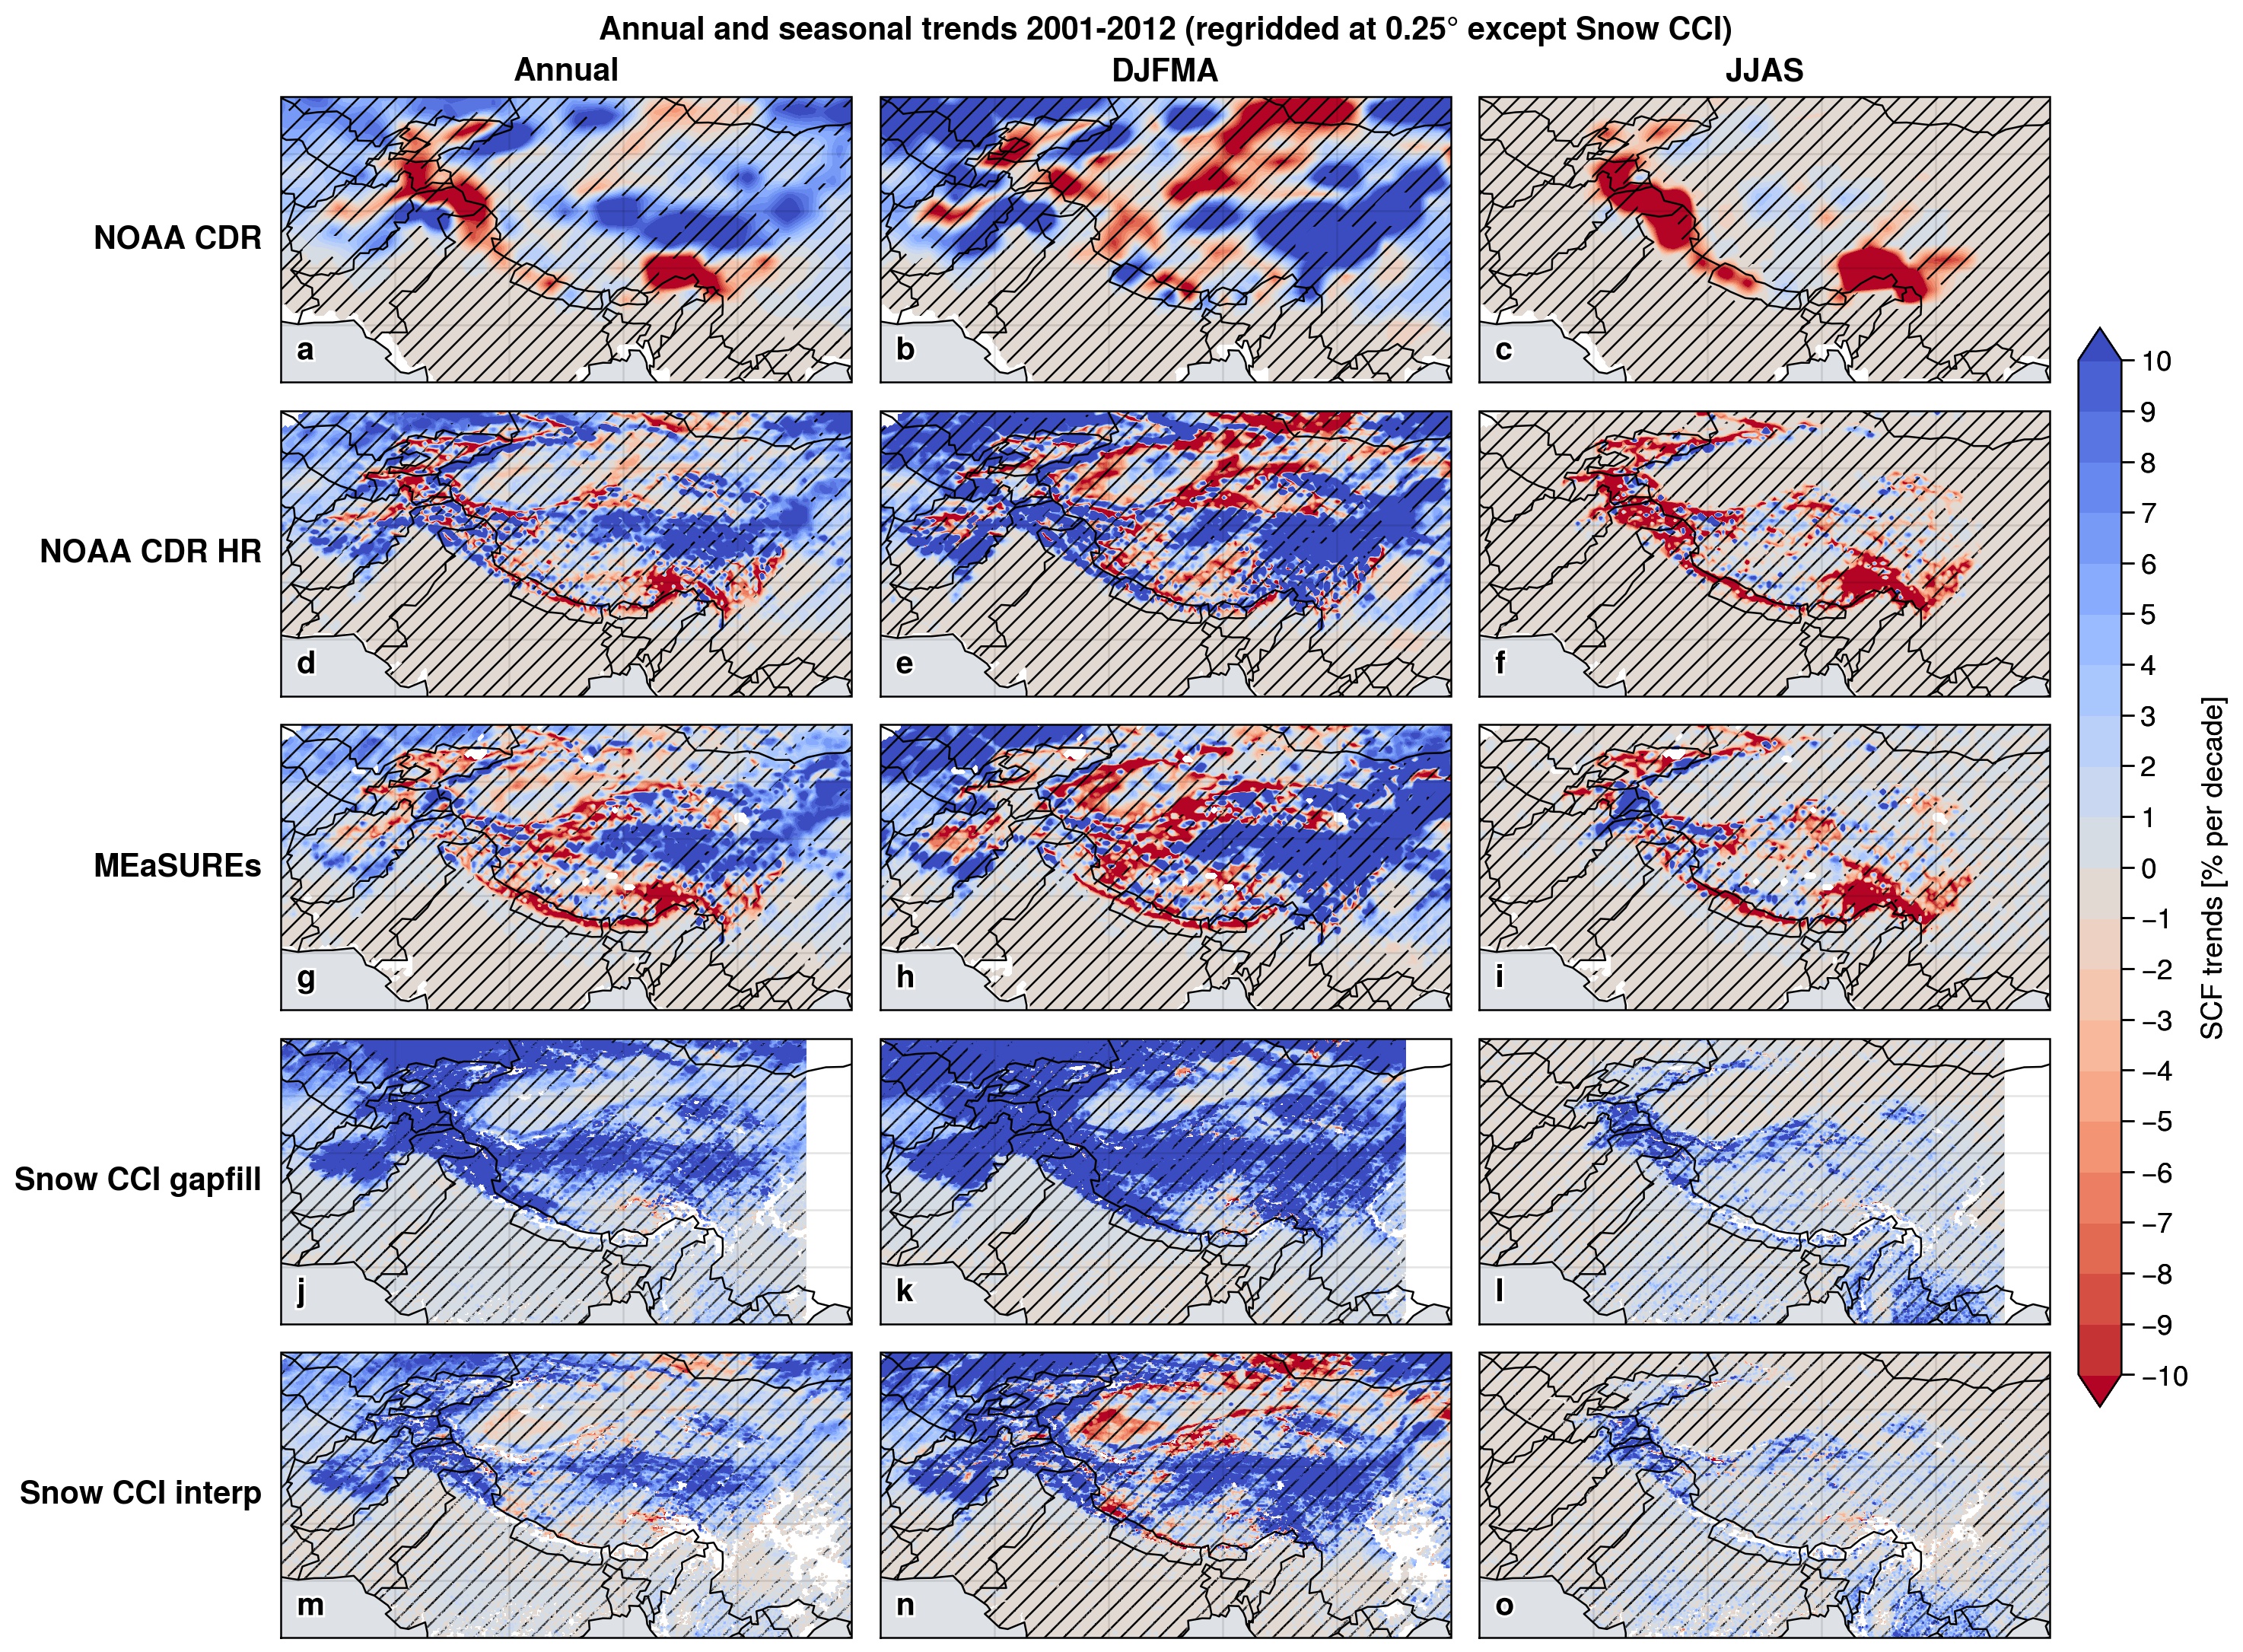 Annual and seasonal trends 2001-2012 (regridded at 0.25° except Snow CCI)
Annual
DJFMA
JJAS
NOAA CDR
a
b
c
NOAA CDR HR
d
e
f
MEaSUREs
g
h
i
Snow CCI gapfill
j
k
l
Snow CCI interp
m
n
o
10
9
8
7
6
5
4
3
2
1
0
−1
−2
−3
−4
−5
−6
−7
−8
−9
−10
SCF trends [% per decade]